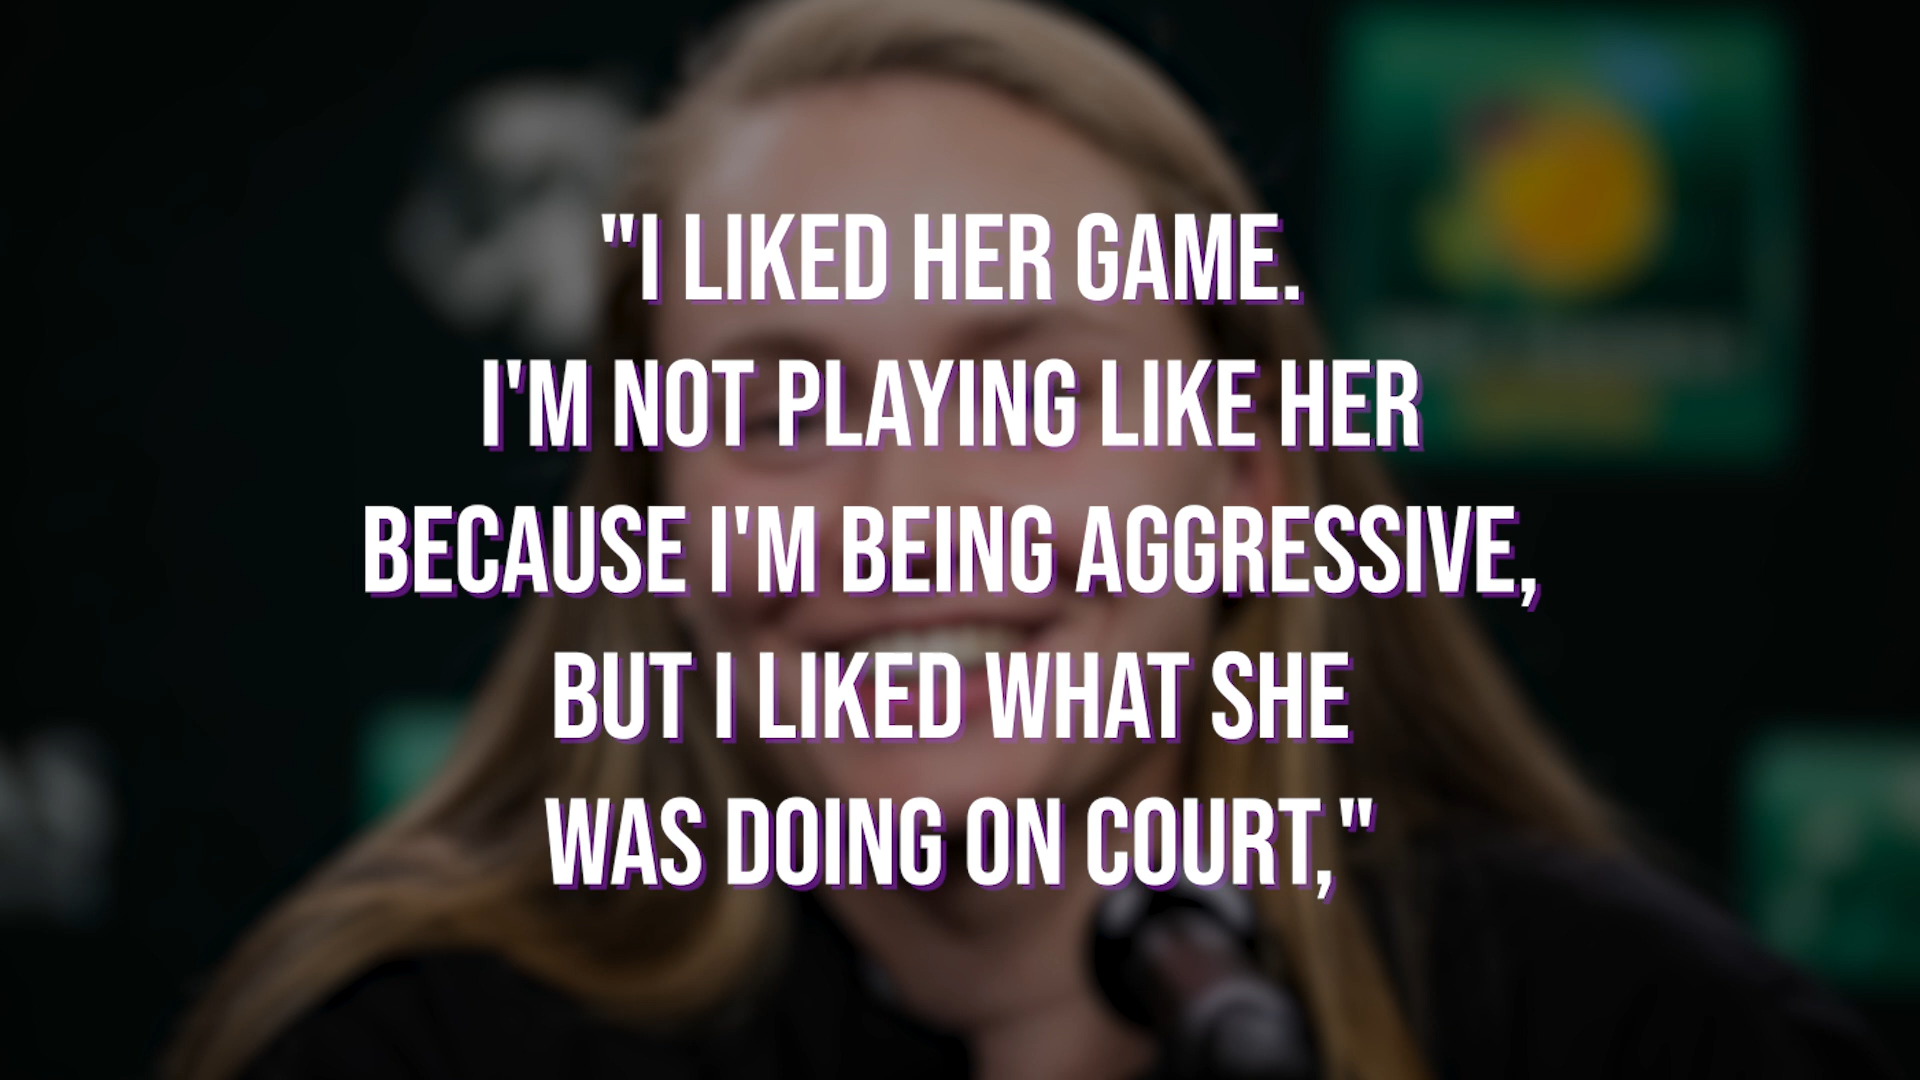 "I LIKED HER GAME.
I'M NOT PLAYING LIKE HER
BECAUSE I'M BEING AGGRESSIVE,
BUT I LIKED WHAT SHE
WAS DOING ON COURT,"